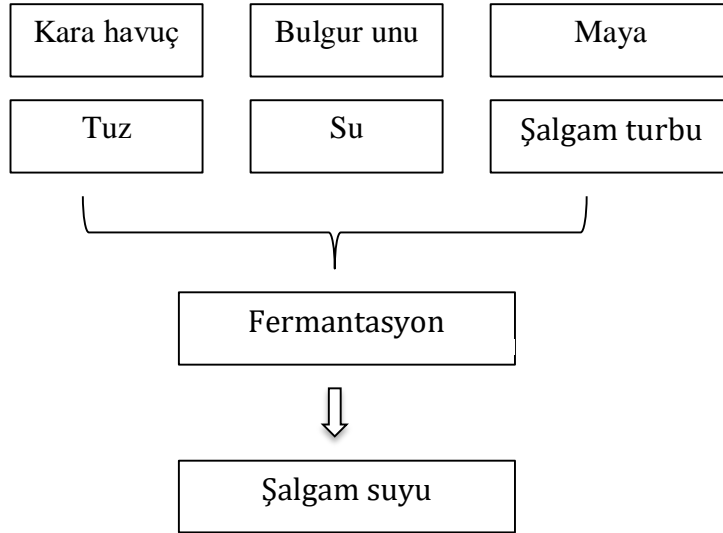 Kara havuç
Bulgur unu
Maya
Tuz
Su
Şalgam turbu
Fermantasyon
Şalgam suyu